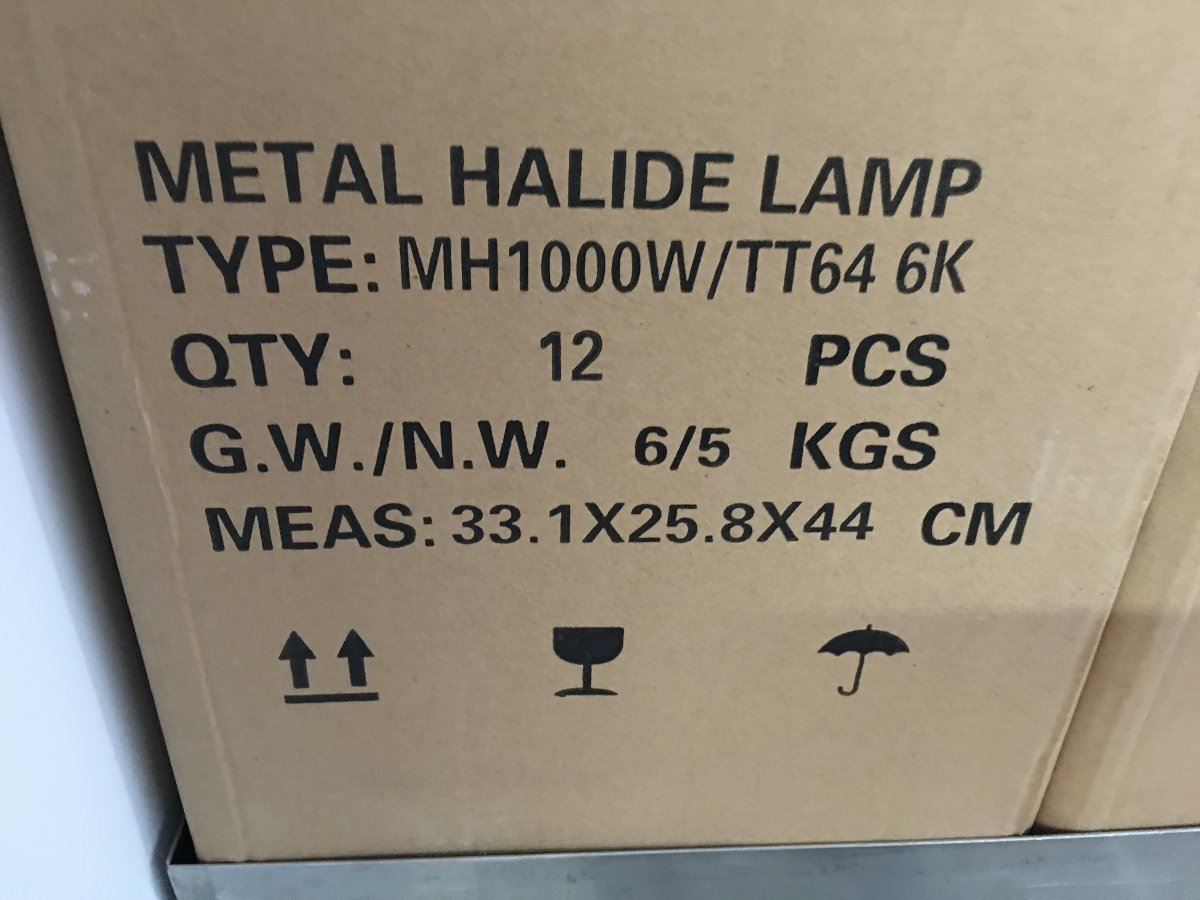 METAL HALIDE LAMP
TYPE: MH1000W/TT64 6K
QTY: 12 PCS
G.W./N.W. 6/5 KGS
MEAS: 33.1X25.8X44 CM